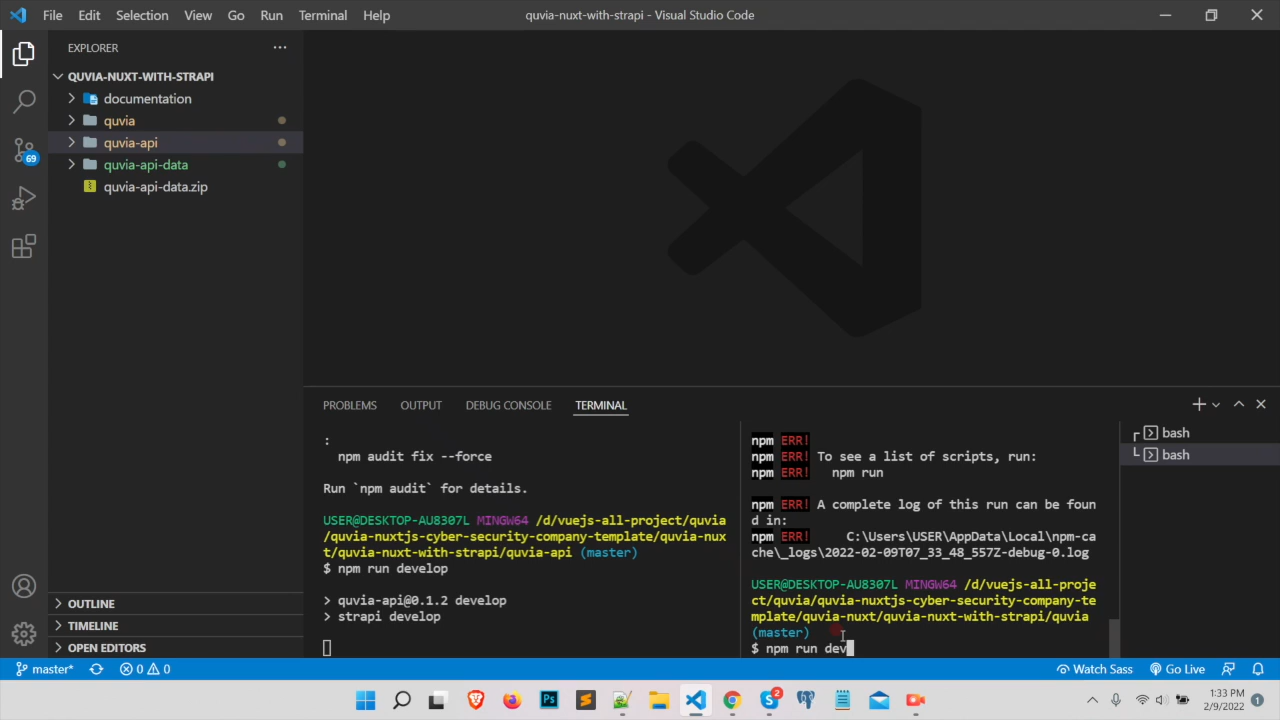 File Edit Selection View Go Run Terminal Help
quvia-nuxt-with-strapi - Visual Studio Code
EXPLORER
QUVIA-NUXT-WITH-STRAPI
documentation
quvia
quvia-api
quvia-api-data
quvia-api-data.zip
69
OUTLINE
TIMELINE
OPEN EDITORS
PROBLEMS OUTPUT DEBUG CONSOLE TERMINAL
:
npm audit fix --force
Run `npm audit` for details.
USER@DESKTOP-AU8307L MINGW64 /d/vuejs-all-project/quvia
/quvia-nuxtjs-cyber-security-company-template/quvia-nux
t/quvia-nuxt-with-strapi/quvia-api (master)
$ npm run develop
> quvia-api@0.1.2 develop
> strapi develop
npm ERR!
npm ERR! To see a list of scripts, run:
npm ERR!   npm run
npm ERR! A complete log of this run can be foun
d in:
npm ERR!     C:\Users\USER\AppData\Local\npm-ca
che\_logs\2022-02-09T07_33_48_557Z-debug-0.log
USER@DESKTOP-AU8307L MINGW64 /d/vuejs-all-proje
ct/quvia/quvia-nuxtjs-cyber-security-company-te
mplate/quvia-nuxt/quvia-nuxt-with-strapi/quvia
(master)
$ npm run dev
bash
bash
master* 0 0
Watch Sass Go Live
Ps
2
1:33 PM
2/9/2022
1